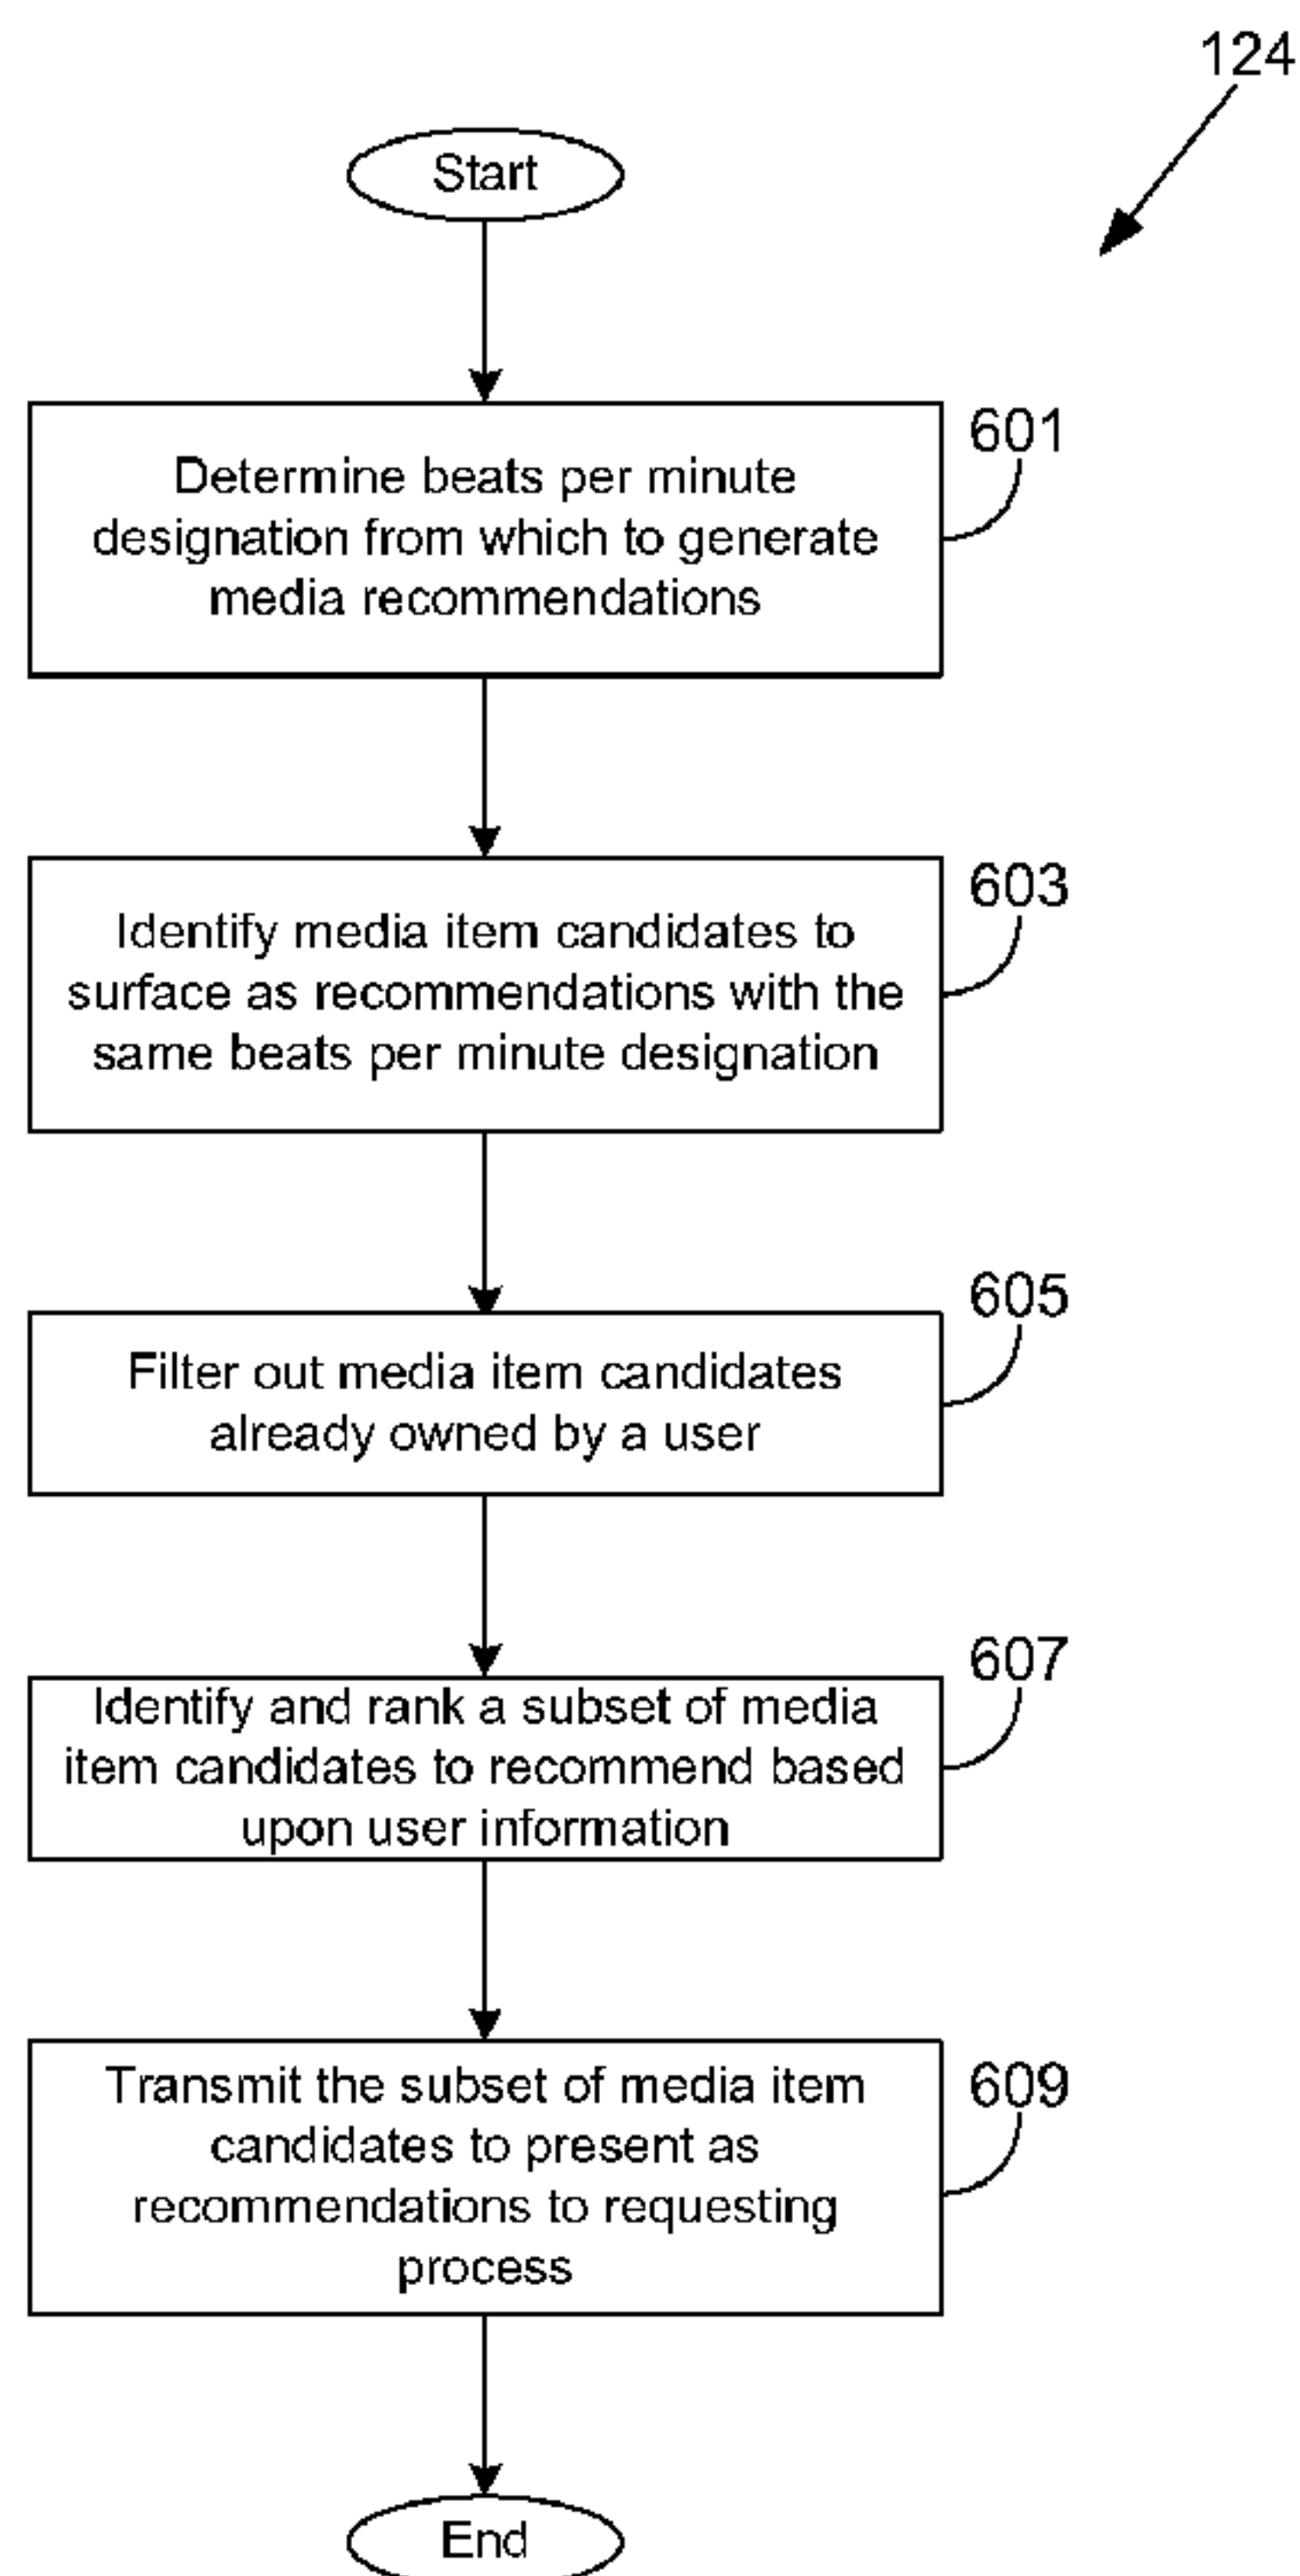 124
Start
601
Determine beats per minute
designation from which to generate
media recommendations
603
Identify media item candidates to
surface as recommendations with the
same beats per minute designation
605
Filter out media item candidates
already owned by a user
607
Identify and rank a subset of media
item candidates to recommend based
upon user information
609
Transmit the subset of media item
candidates to present as
recommendations to requesting
process
End